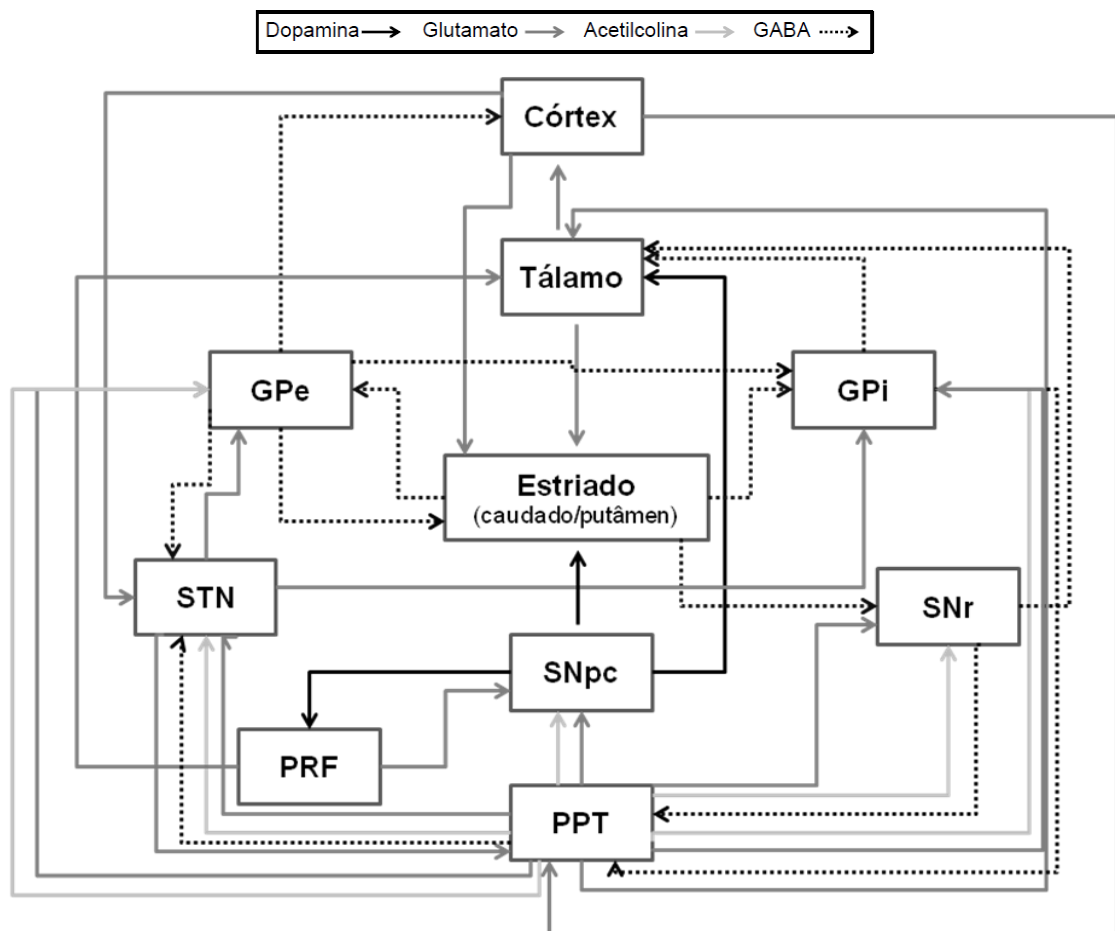 Dopamina Glutamato Acetilcolina GABA
Córtex
Tálamo
GPe
GPi
Estriado
(caudado/putâmen)
STN
SNr
SNpc
PRF
PPT